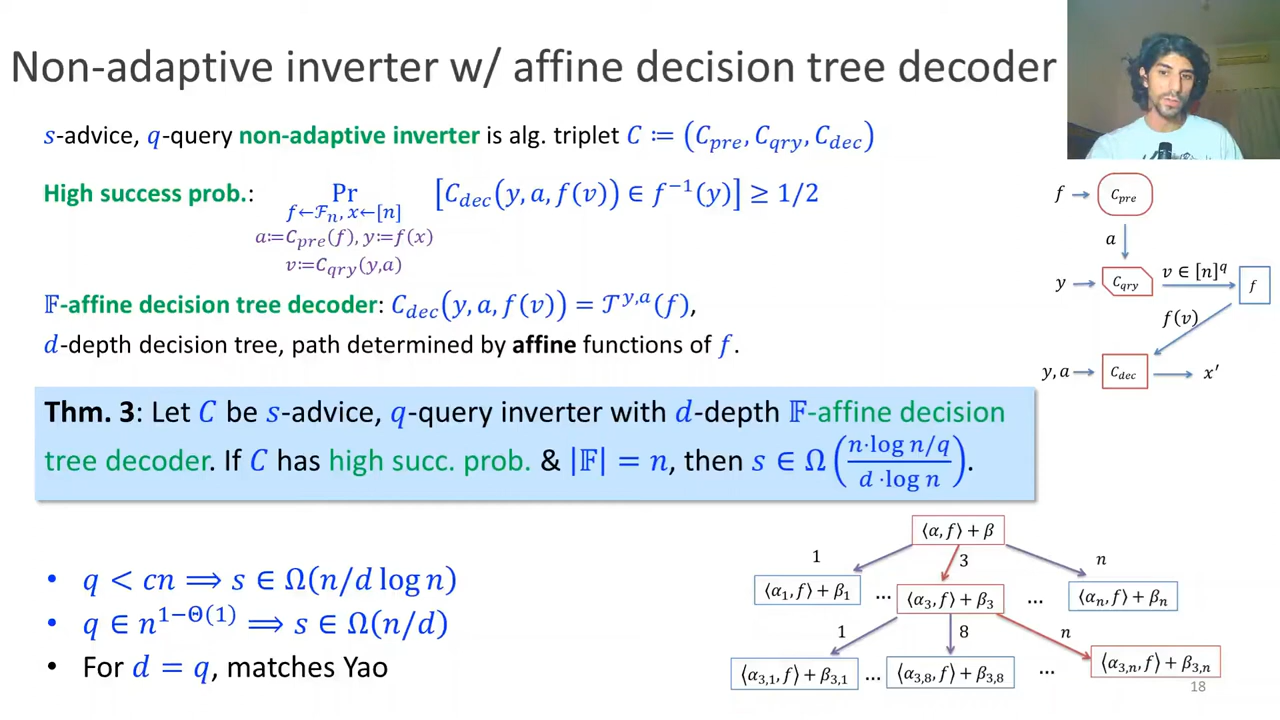 Non-adaptive inverter w/ affine decision tree decoder
s-advice, q-query non-adaptive inverter is alg. triplet C ≔ (C_pre, C_qry, C_dec)
High success prob.: Pr [C_dec(y, a, f(v)) ∈ f⁻¹(y)] ≥ 1/2
f←ℱ_n, x←[n]
a≔C_pre(f), y≔f(x)
v≔C_qry(y,a)
𝔽-affine decision tree decoder: C_dec(y, a, f(v)) = 𝒯^{y,a}(f),
d-depth decision tree, path determined by affine functions of f.
Thm. 3: Let C be s-advice, q-query inverter with d-depth 𝔽-affine decision
tree decoder. If C has high succ. prob. & |𝔽| = n, then s ∈ Ω(n·log n/q / d·log n).
• q < cn ⟹ s ∈ Ω(n/d log n)
• q ∈ n^{1−Θ(1)} ⟹ s ∈ Ω(n/d)
• For d = q, matches Yao
f
C_pre
a
y
C_qry
v ∈ [n]^q
f
f(v)
y, a
C_dec
x′
⟨α, f⟩ + β
1
3
n
⟨α₁, f⟩ + β₁
...
⟨α₃, f⟩ + β₃
...
⟨α_n, f⟩ + β_n
1
8
n
⟨α_{3,1}, f⟩ + β_{3,1}
...
⟨α_{3,8}, f⟩ + β_{3,8}
...
⟨α_{3,n}, f⟩ + β_{3,n}
18